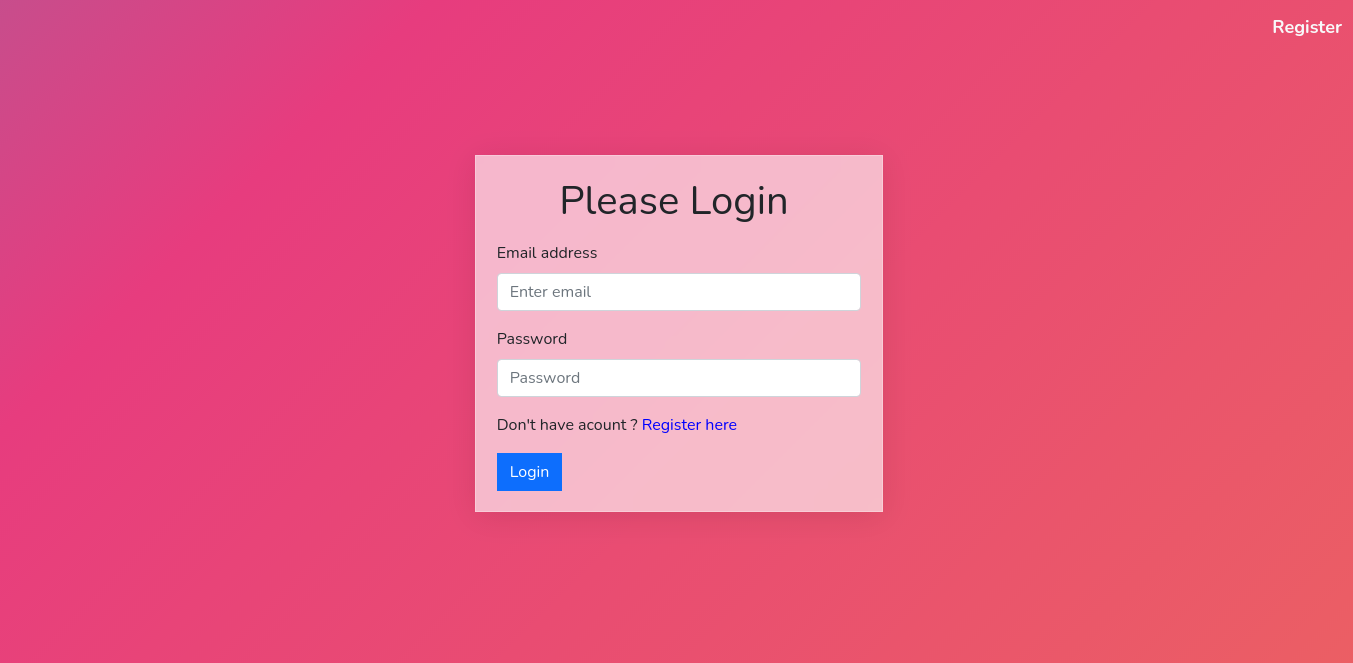 Register
Please Login
Email address
Enter email
Password
Password
Don't have acount ? Register here
Login